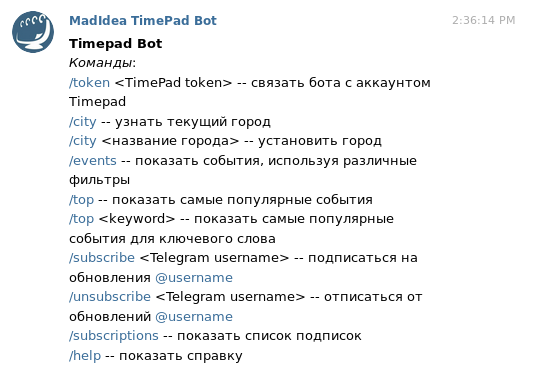 MadIdea TimePad Bot 2:36:14 PM
Timepad Bot
Команды:
/token <TimePad token> -- связать бота с аккаунтом
Timepad
/city -- узнать текущий город
/city <название города> -- установить город
/events -- показать события, используя различные
фильтры
/top -- показать самые популярные события
/top <keyword> -- показать самые популярные
события для ключевого слова
/subscribe <Telegram username> -- подписаться на
обновления @username
/unsubscribe <Telegram username> -- отписаться от
обновлений @username
/subscriptions -- показать список подписок
/help -- показать справку